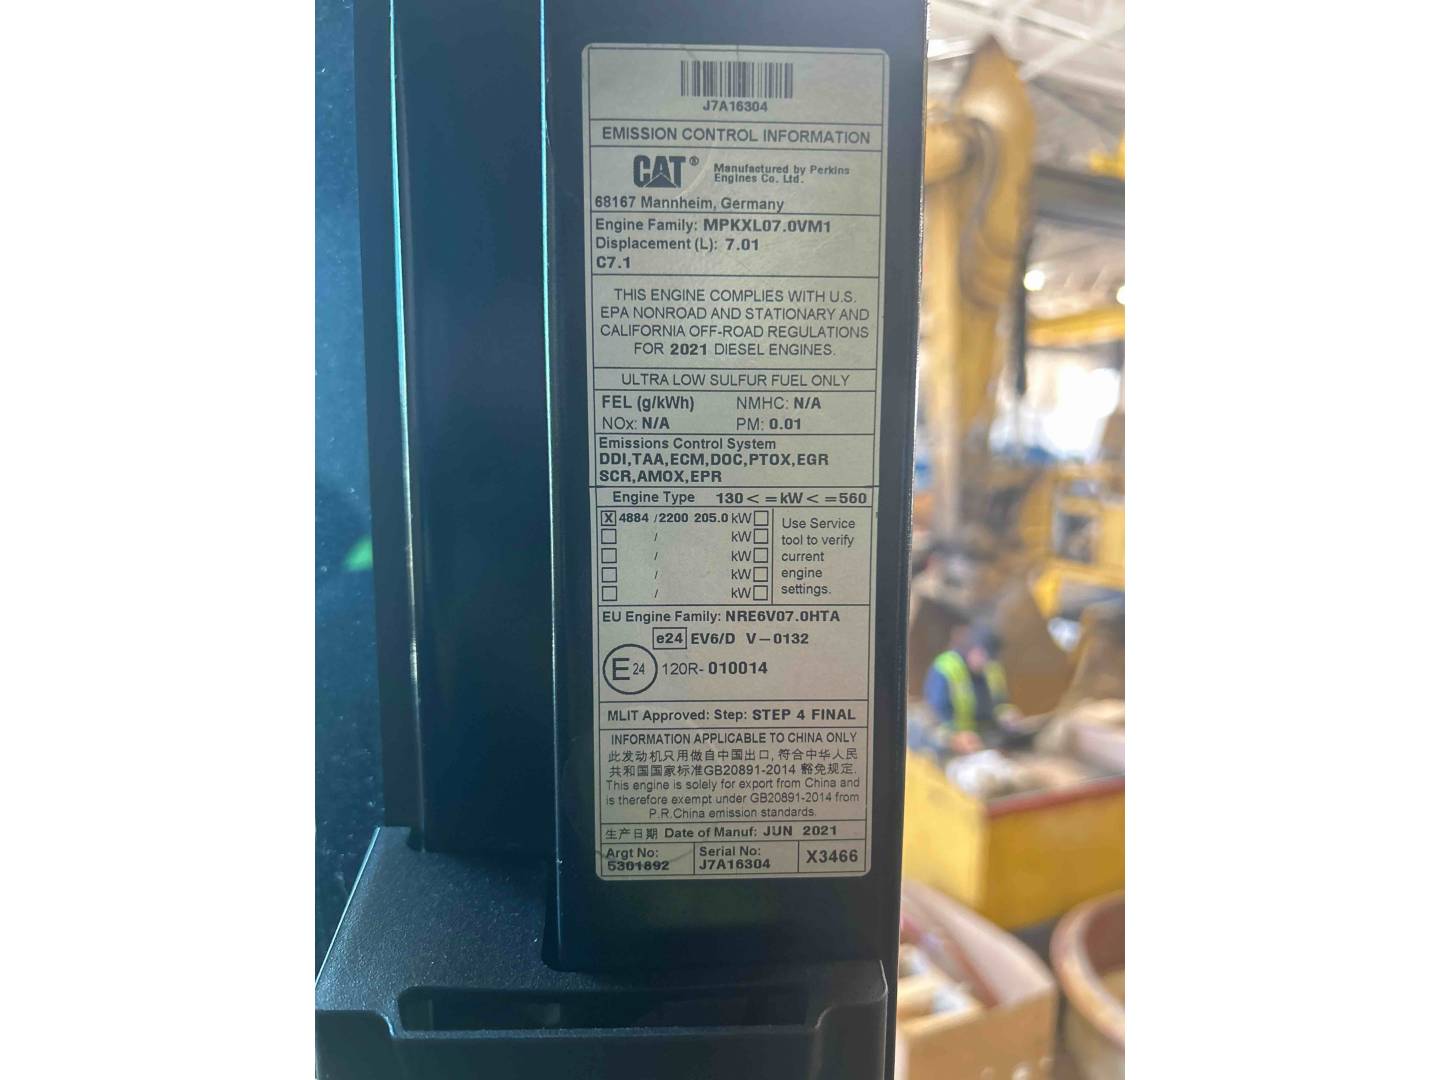 J7A16304
EMISSION CONTROL INFORMATION
CAT® Manufactured by Perkins
Engines Co. Ltd.
68167 Mannheim, Germany
Engine Family: MPKXL07.0VM1
Displacement (L): 7.01
C7.1
THIS ENGINE COMPLIES WITH U.S.
EPA NONROAD AND STATIONARY AND
CALIFORNIA OFF-ROAD REGULATIONS
FOR 2021 DIESEL ENGINES.
ULTRA LOW SULFUR FUEL ONLY
FEL (g/kWh) NMHC: N/A
NOx: N/A PM: 0.01
Emissions Control System
DDI,TAA,ECM,DOC,PTOX,EGR
SCR,AMOX,EPR
Engine Type 130 < = kW < = 560
X 4884 /2200 205.0 kW
/ kW
/ kW
/ kW
/ kW
Use Service
tool to verify
current
engine
settings.
EU Engine Family: NRE6V07.0HTA
e24 EV6/D V-0132
E24 120R- 010014
MLIT Approved: Step: STEP 4 FINAL
INFORMATION APPLICABLE TO CHINA ONLY
此发动机只用做自中国出口, 符合中华人民
共和国国家标准GB20891-2014 豁免规定.
This engine is solely for export from China and
is therefore exempt under GB20891-2014 from
P.R.China emission standards.
生产日期 Date of Manuf: JUN 2021
Argt No: Serial No: X3466
5301892 J7A16304